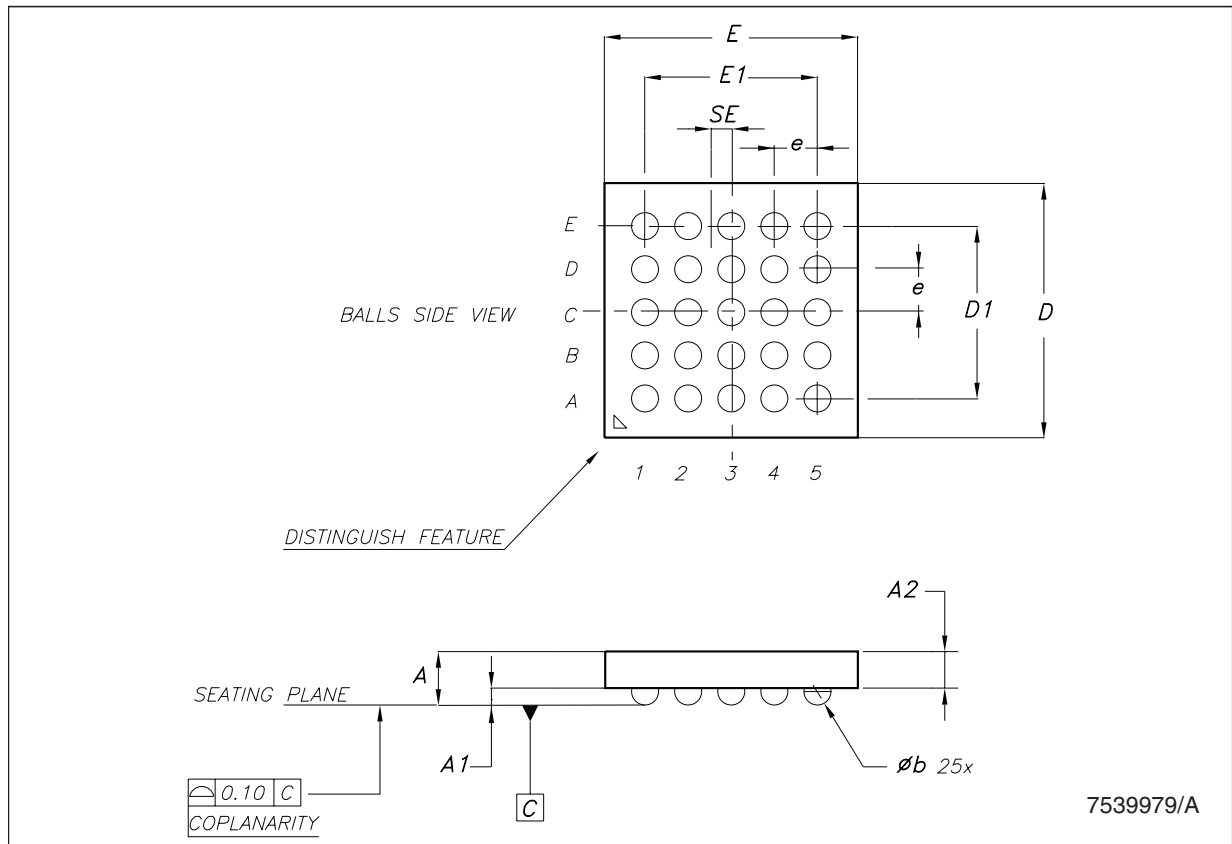 E
E1
SE
e
E
D
BALLS SIDE VIEW
C
B
A
e
D1
D
1 2 3 4 5
DISTINGUISH FEATURE
A2
A
SEATING PLANE
A1
Øb 25x
0.10 C
C
COPLANARITY
7539979/A